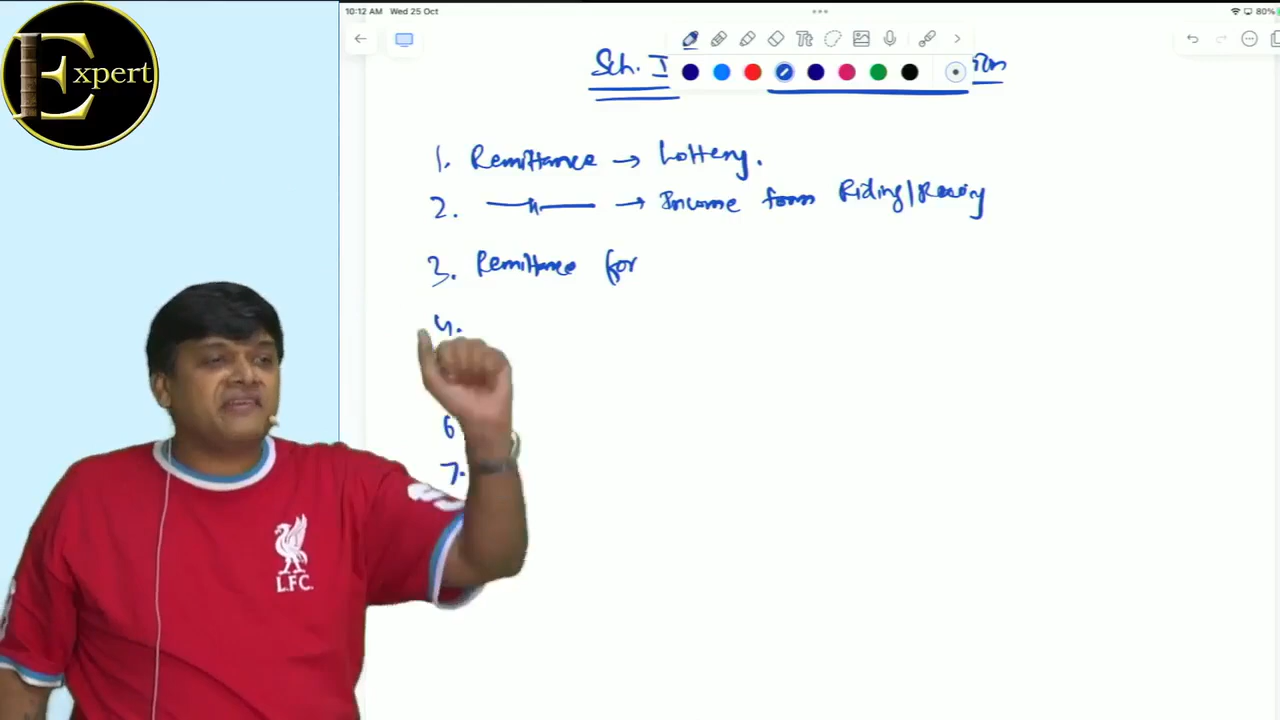 10:12 AM Wed 25 Oct
80%
Expert
Sch. I
1. Remittance → Lottery.
2. —〃— → Income from Riding/Racing
3. Remittance for
4.
6
7.
L.F.C.